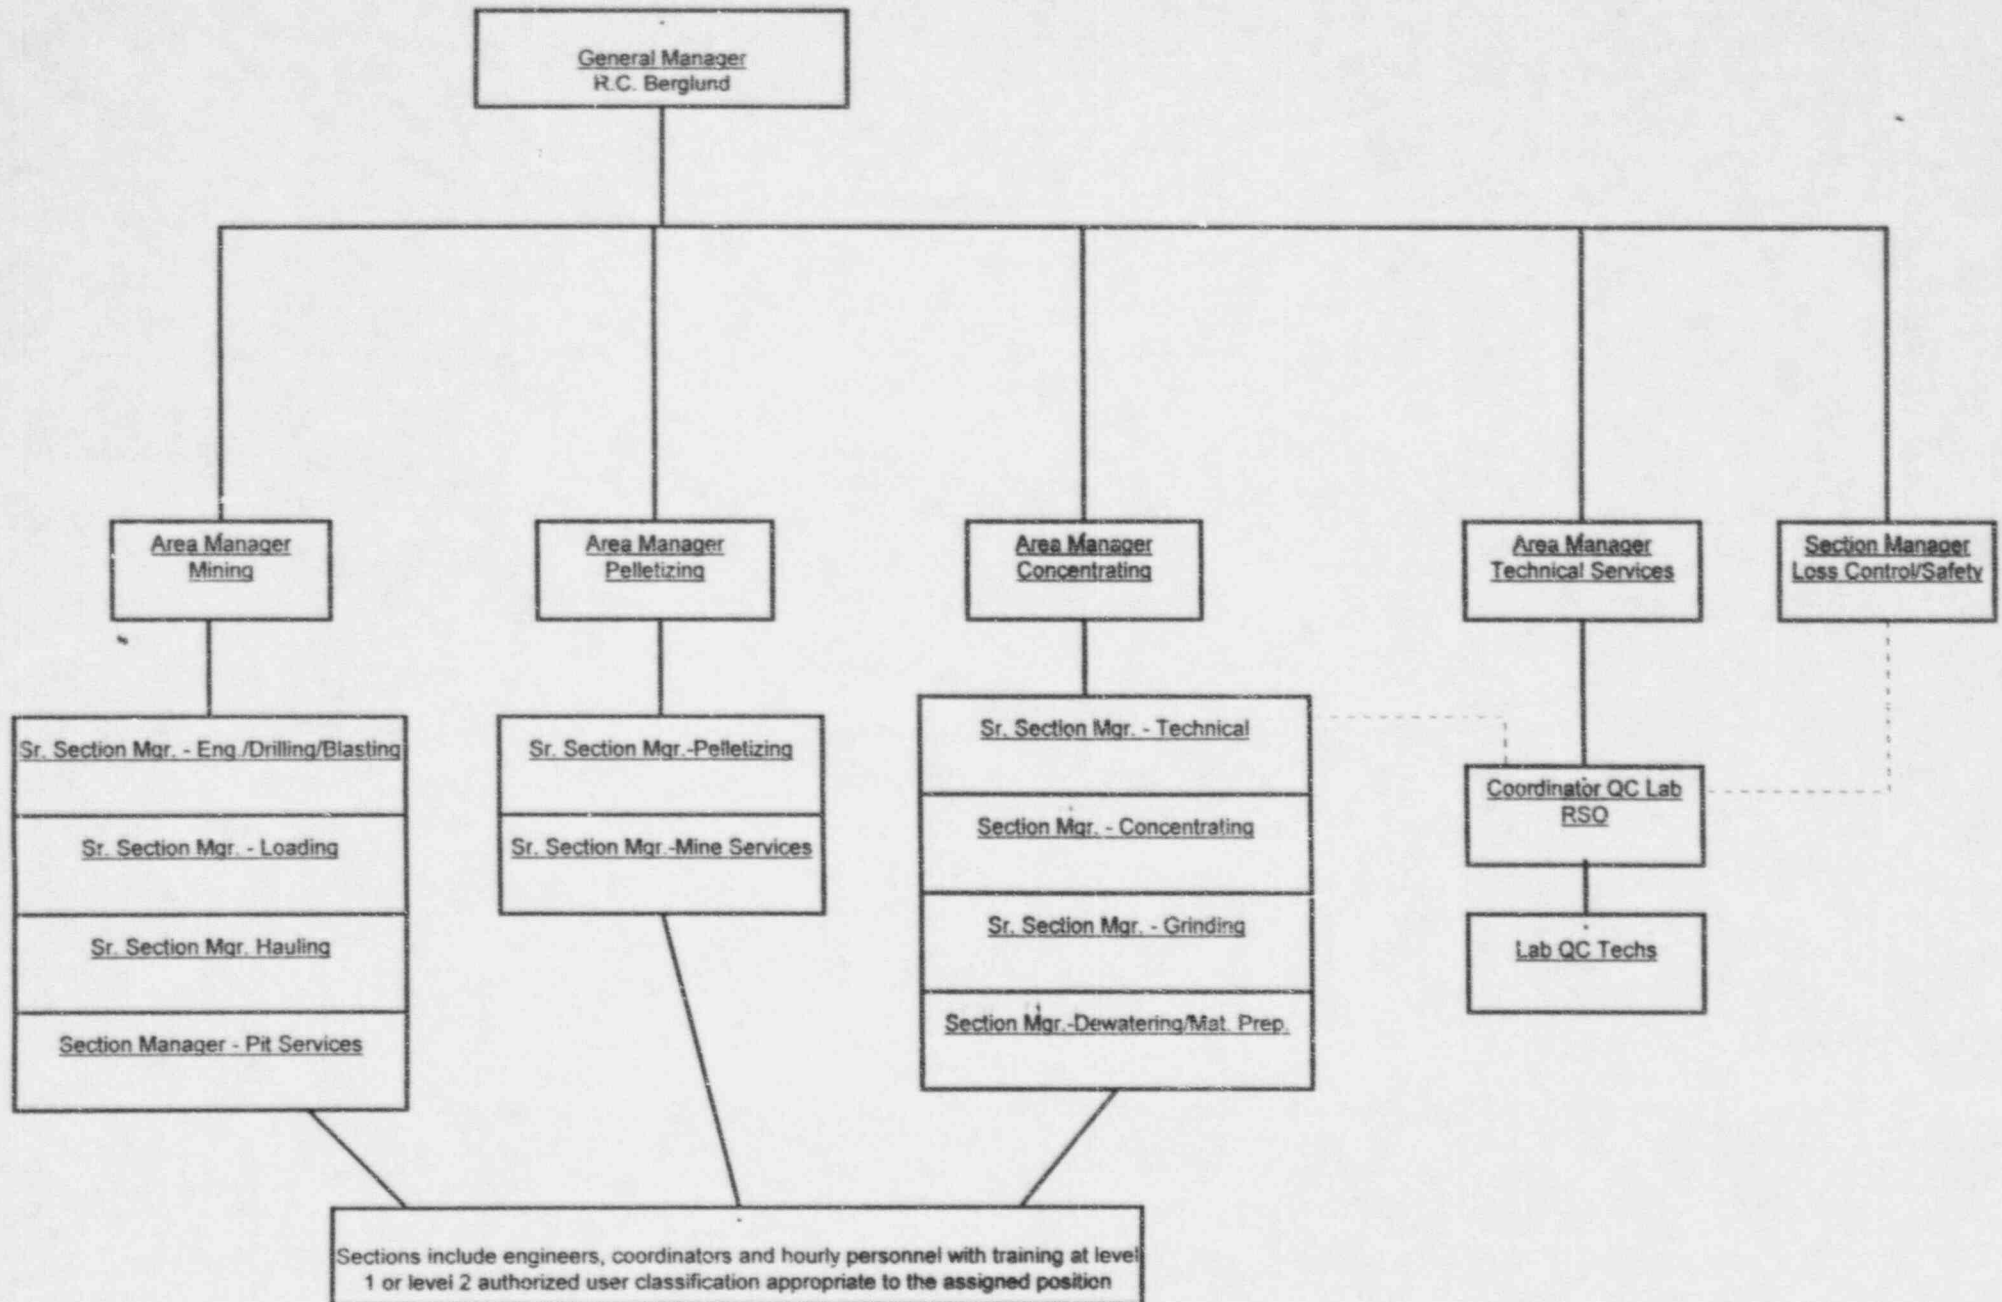 General Manager
R.C. Berglund
Area Manager
Mining
Area Manager
Pelletizing
Area Manager
Concentrating
Area Manager
Technical Services
Section Manager
Loss Control/Safety
Sr. Section Mgr. - Eng./Drilling/Blasting
Sr. Section Mgr. - Loading
Sr. Section Mgr. Hauling
Section Manager - Pit Services
Sr. Section Mgr.-Pelletizing
Sr. Section Mgr.-Mine Services
Sr. Section Mgr. - Technical
Section Mgr. - Concentrating
Sr. Section Mgr. - Grinding
Section Mgr.-Dewatering/Mat. Prep.
Coordinator QC Lab
RSO
Lab QC Techs
Sections include engineers, coordinators and hourly personnel with training at level
1 or level 2 authorized user classification appropriate to the assigned position